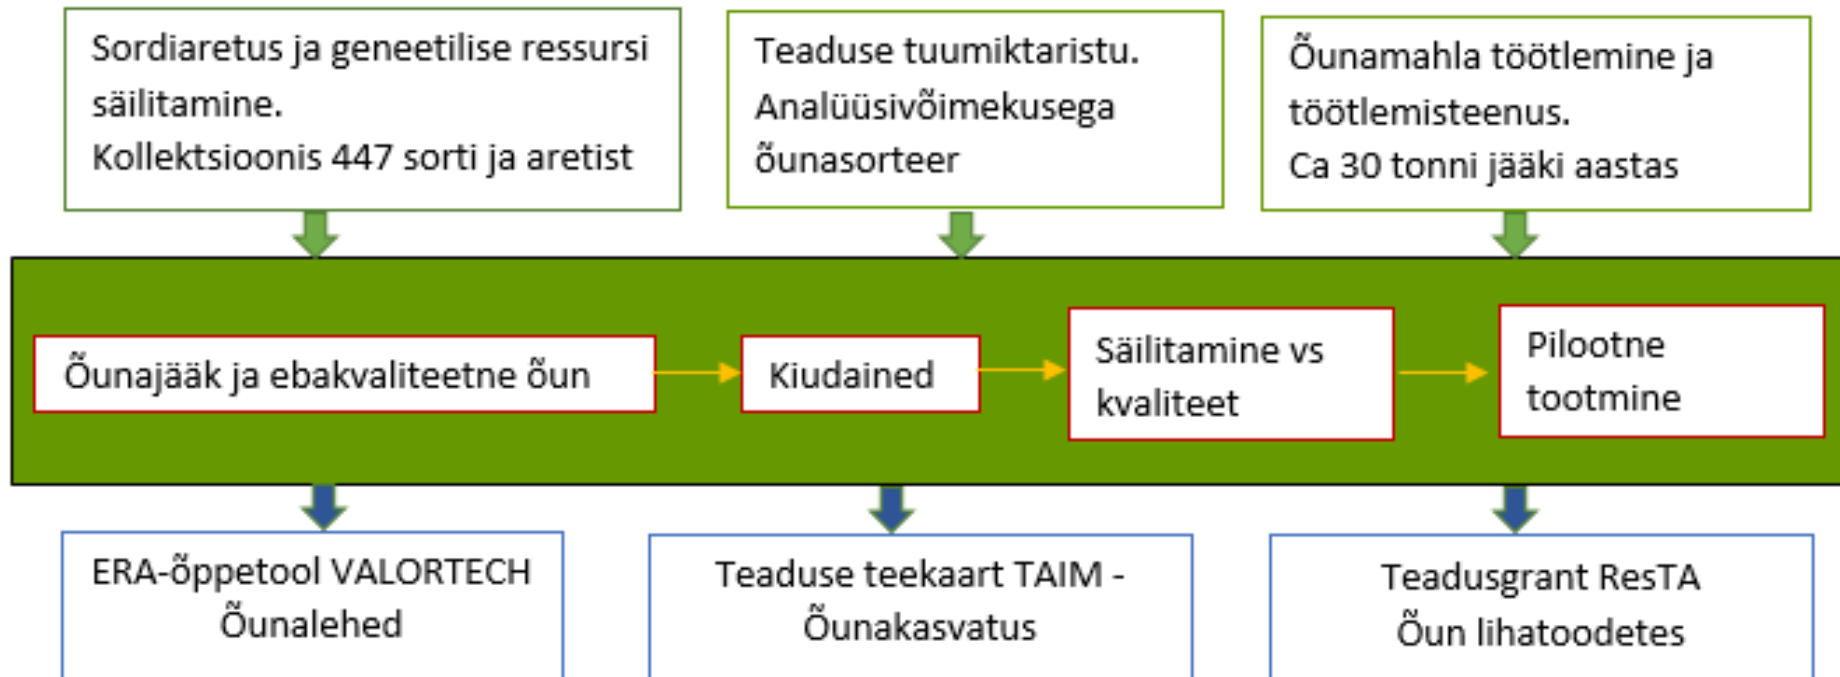 Sordiaretus ja geneetilise ressursi
säilitamine.
Kollektsioonis 447 sorti ja aretist
Teaduse tuumiktaristu.
Analüüsivõimekusega
õunasorteer
Õunamahla töötlemine ja
töötlemisteenus.
Ca 30 tonni jääki aastas
Õunajääk ja ebakvaliteetne õun
Kiudained
Säilitamine vs
kvaliteet
Pilootne
tootmine
ERA-õppetool VALORTECH
Õunalehed
Teaduse teekaart TAIM -
Õunakasvatus
Teadusgrant ResTA
Õun lihatoodetes